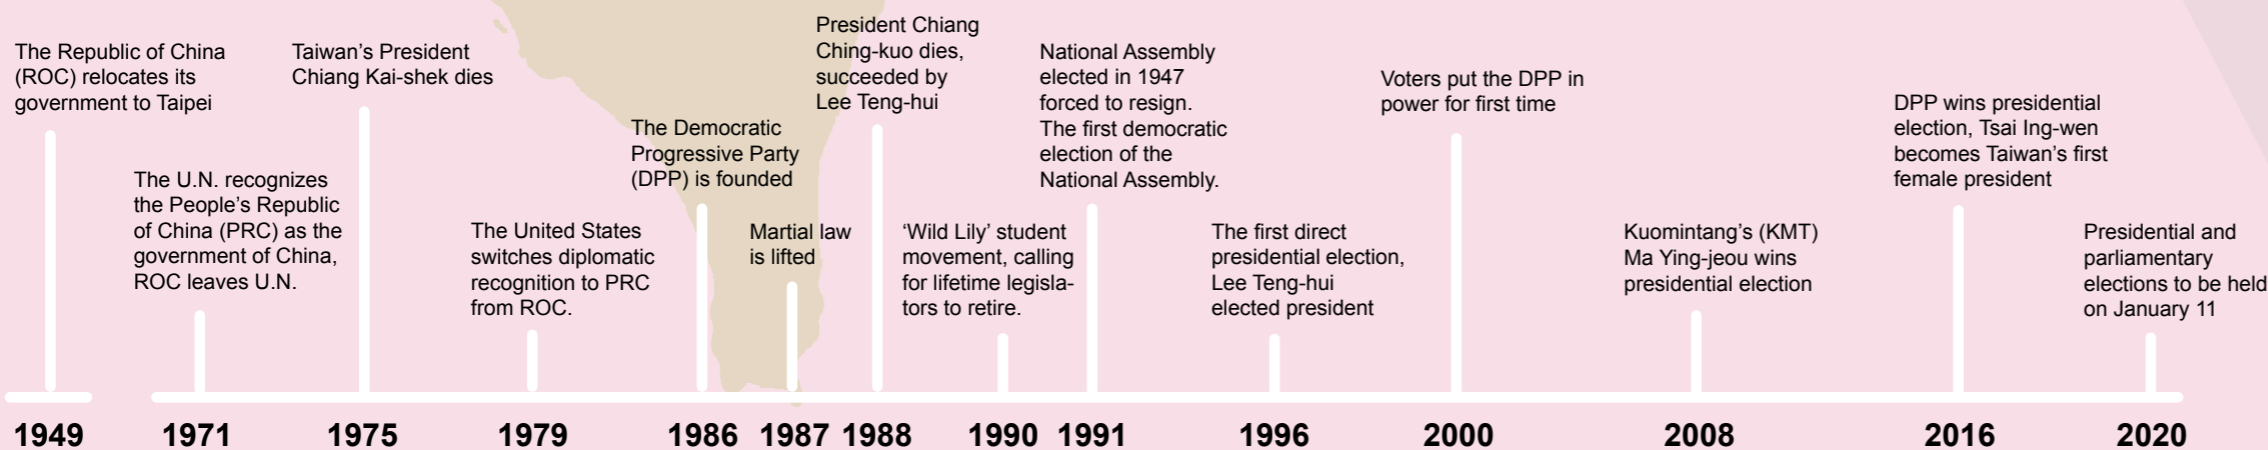 The Republic of China
(ROC) relocates its
government to Taipei
The U.N. recognizes
the People's Republic
of China (PRC) as the
government of China,
ROC leaves U.N.
Taiwan's President
Chiang Kai-shek dies
The United States
switches diplomatic
recognition to PRC
from ROC.
The Democratic
Progressive Party
(DPP) is founded
Martial law
is lifted
President Chiang
Ching-kuo dies,
succeeded by
Lee Teng-hui
‘Wild Lily’ student
movement, calling
for lifetime legisla-
tors to retire.
National Assembly
elected in 1947
forced to resign.
The first democratic
election of the
National Assembly.
The first direct
presidential election,
Lee Teng-hui
elected president
Voters put the DPP in
power for first time
Kuomintang’s (KMT)
Ma Ying-jeou wins
presidential election
DPP wins presidential
election, Tsai Ing-wen
becomes Taiwan’s first
female president
Presidential and
parliamentary
elections to be held
on January 11
1949 1971 1975 1979 1986 1987 1988 1990 1991 1996 2000 2008 2016 2020